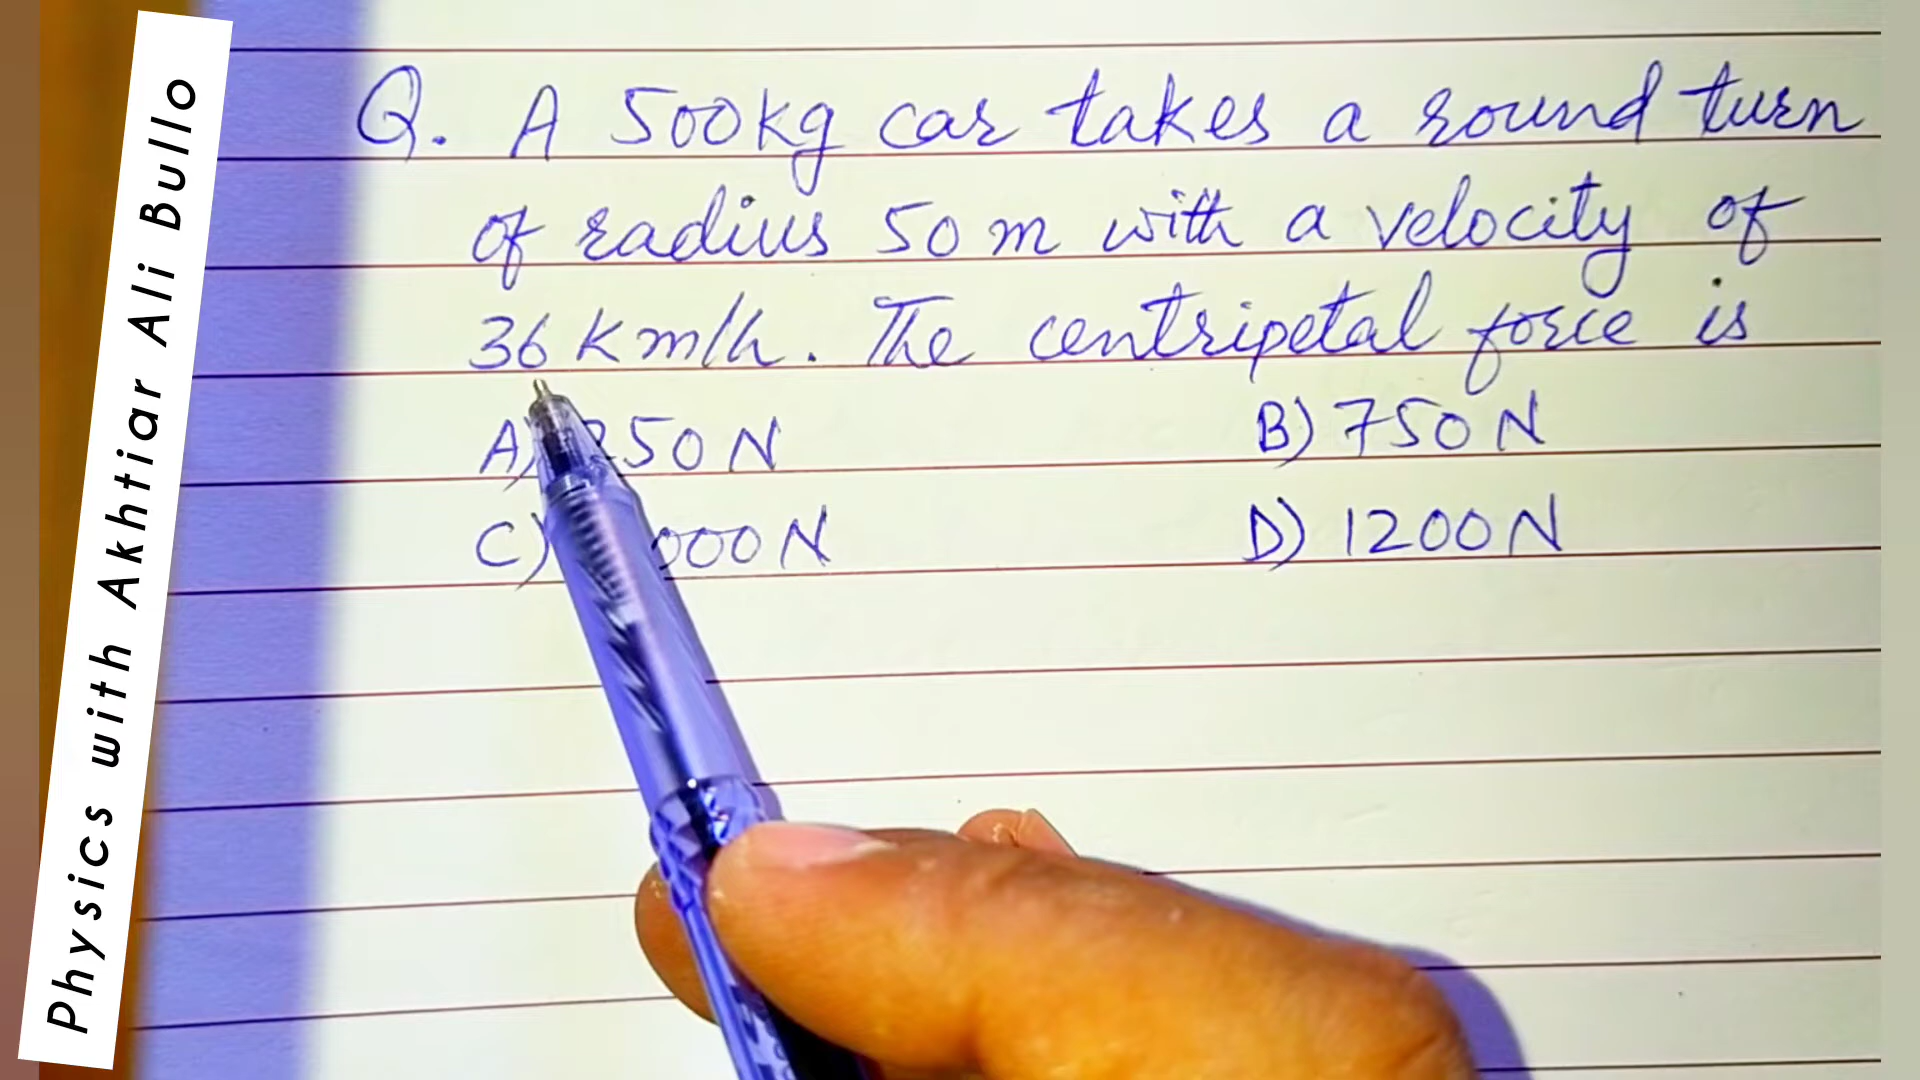 Physics with Akhtiar Ali Bullo
Q. A 500kg car takes a round turn
of radius 50 m with a velocity of
36 Km/h. The centripetal force is
A) 50 N
B) 750 N
C) 000 N
D) 1200 N